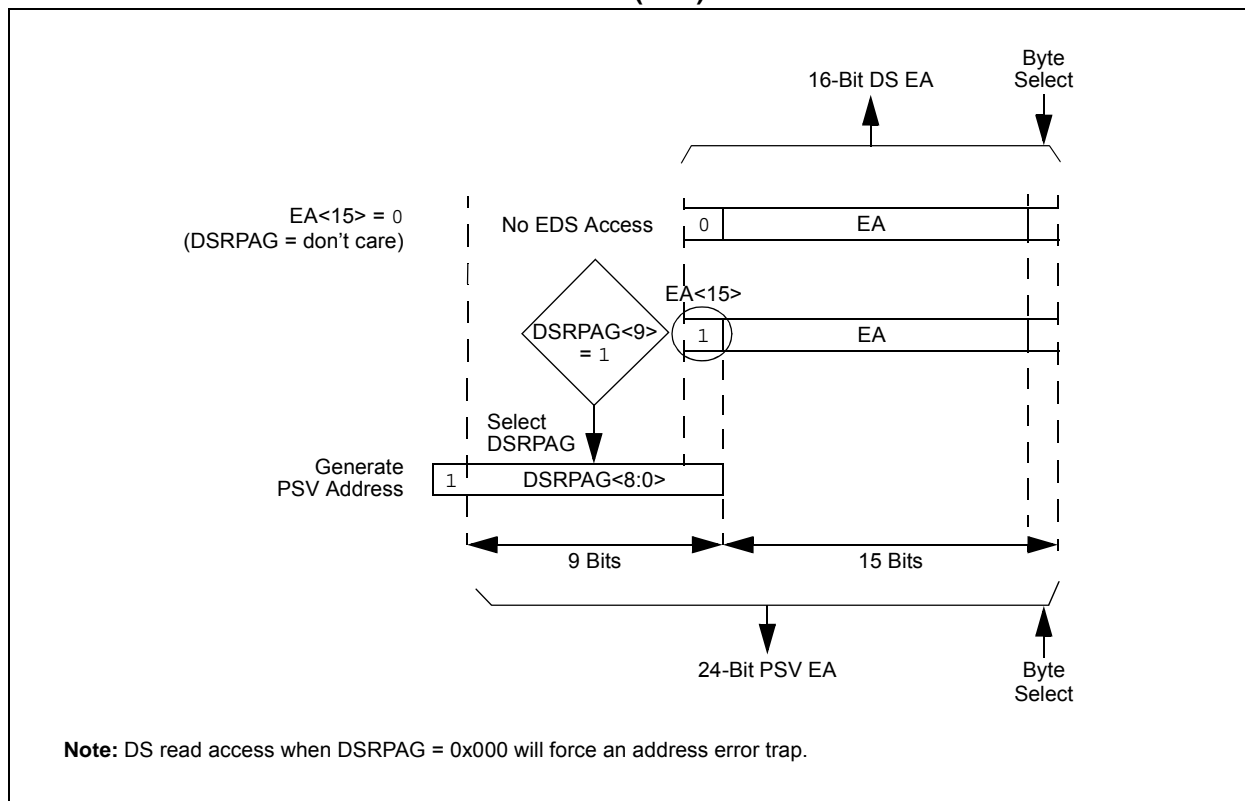 16-Bit DS EA
Byte
Select
EA<15> = 0
(DSRPAG = don't care)
No EDS Access
0
EA
EA<15>
DSRPAG<9>
= 1
1
EA
Select
DSRPAG
Generate
PSV Address
1
DSRPAG<8:0>
9 Bits
15 Bits
24-Bit PSV EA
Byte
Select
Note: DS read access when DSRPAG = 0x000 will force an address error trap.